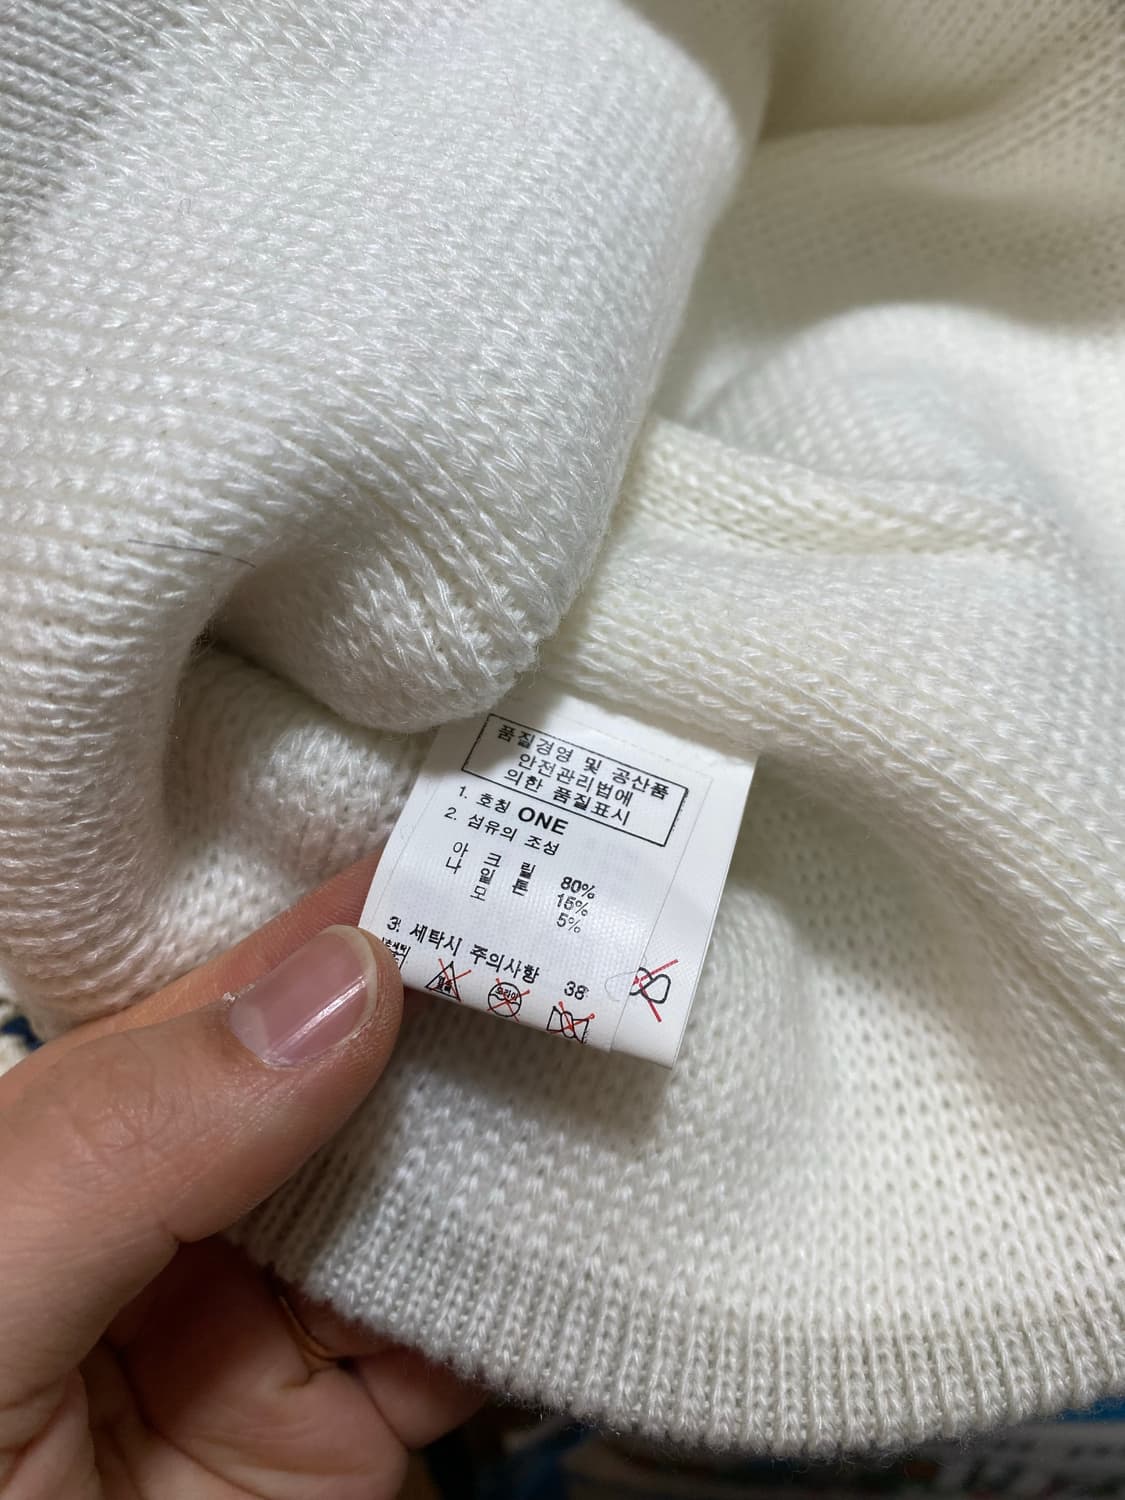 품질경영 및 공산품
안전관리법에
의한 품질표시
1. 호칭 ONE
2. 섬유의 조성
아 크 릴 80%
나 일 론 15%
모 5%
3. 세탁시 주의사항 38